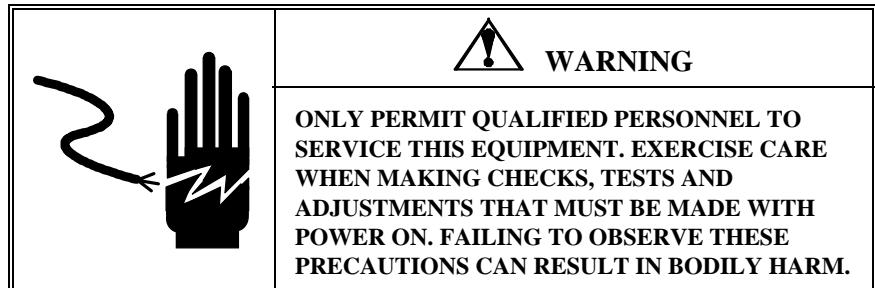 WARNING
ONLY PERMIT QUALIFIED PERSONNEL TO
SERVICE THIS EQUIPMENT. EXERCISE CARE
WHEN MAKING CHECKS, TESTS AND
ADJUSTMENTS THAT MUST BE MADE WITH
POWER ON. FAILING TO OBSERVE THESE
PRECAUTIONS CAN RESULT IN BODILY HARM.